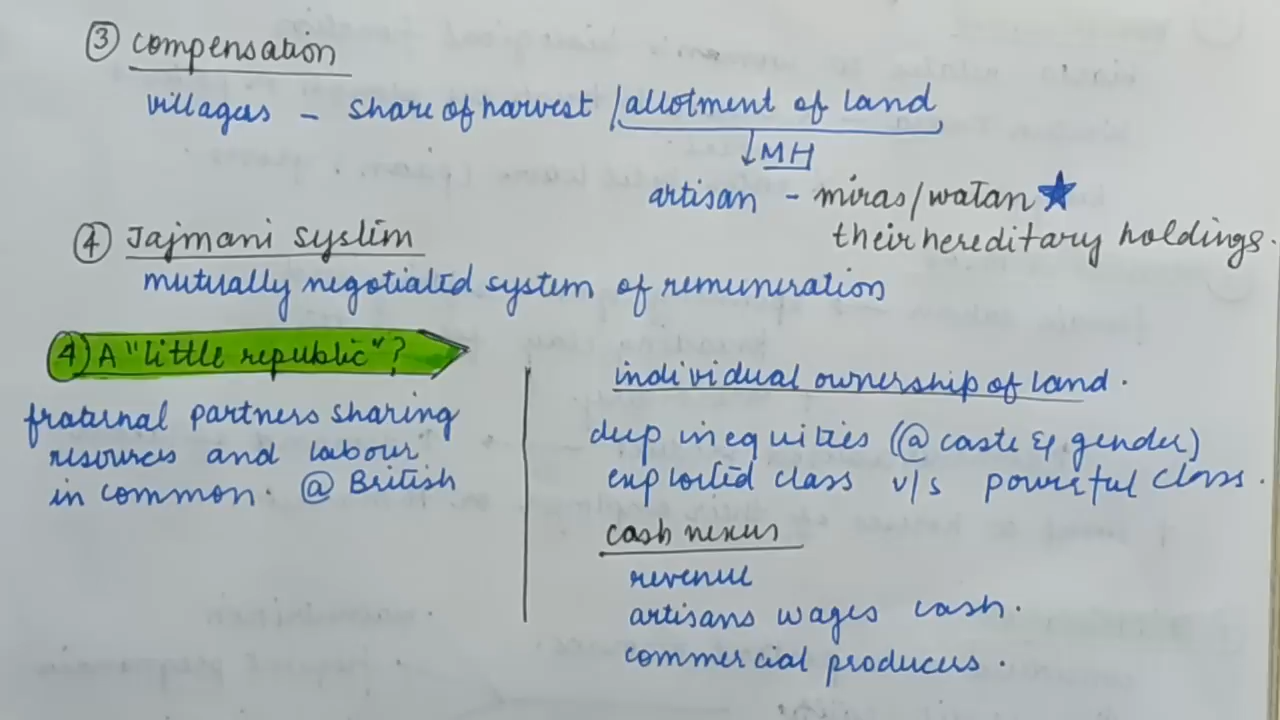 ③ compensation
villages - share of harvest / allotment of land
↓ MH
artisan - miras/watan ★
their hereditary holdings.
④ Jajmani system
mutually negotiated system of remuneration
④ A "little republic"?
fraternal partners sharing
resources and labour
in common. @ British
individual ownership of land.
deep inequities (@ caste & gender)
exploited class v/s powerful class.
cash nexus
revenue
artisans wages cash.
commercial producers.